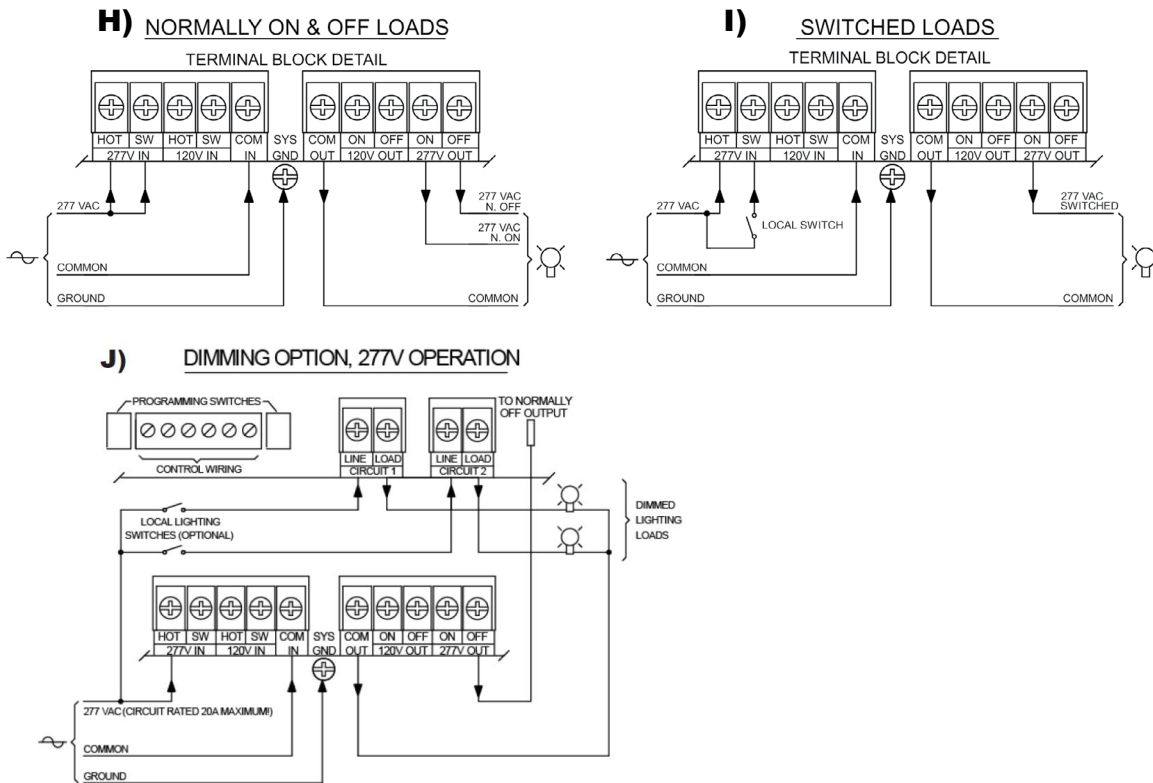 H) NORMALLY ON & OFF LOADS
TERMINAL BLOCK DETAIL
HOT SW HOT SW COM SYS COM ON OFF ON OFF
277V IN 120V IN IN GND OUT 120V OUT 277V OUT
277 VAC
277 VAC
N. OFF
277 VAC
N. ON
COMMON
GROUND
COMMON
I) SWITCHED LOADS
TERMINAL BLOCK DETAIL
HOT SW HOT SW COM SYS COM ON OFF ON OFF
277V IN 120V IN IN GND OUT 120V OUT 277V OUT
277 VAC
277 VAC
SWITCHED
LOCAL SWITCH
COMMON
GROUND
COMMON
J) DIMMING OPTION, 277V OPERATION
PROGRAMMING SWITCHES
TO NORMALLY
OFF OUTPUT
LINE LOAD LINE LOAD
CONTROL WIRING
CIRCUIT 1 CIRCUIT 2
LOCAL LIGHTING
SWITCHES (OPTIONAL)
DIMMED
LIGHTING
LOADS
HOT SW HOT SW COM SYS COM ON OFF ON OFF
277V IN 120V IN IN GND OUT 120V OUT 277V OUT
277 VAC (CIRCUIT RATED 20A MAXIMUM!)
COMMON
GROUND